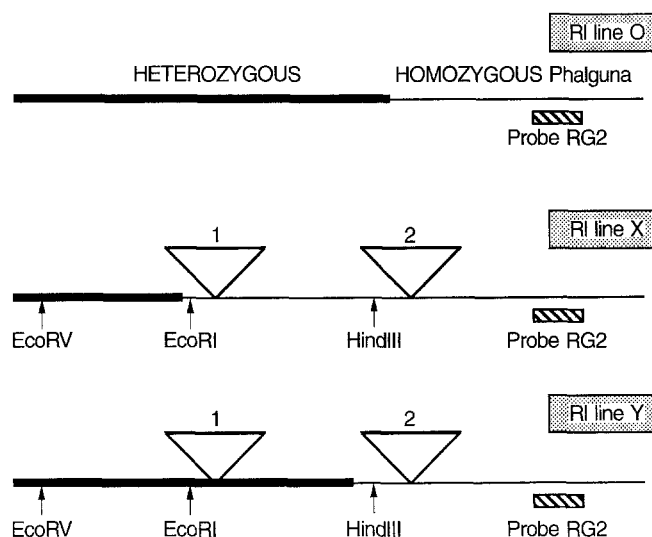 RI line O
HETEROZYGOUS HOMOZYGOUS Phalguna
Probe RG2
RI line X
1 2
EcoRV EcoRI HindIII Probe RG2
RI line Y
1 2
EcoRV EcoRI HindIII Probe RG2